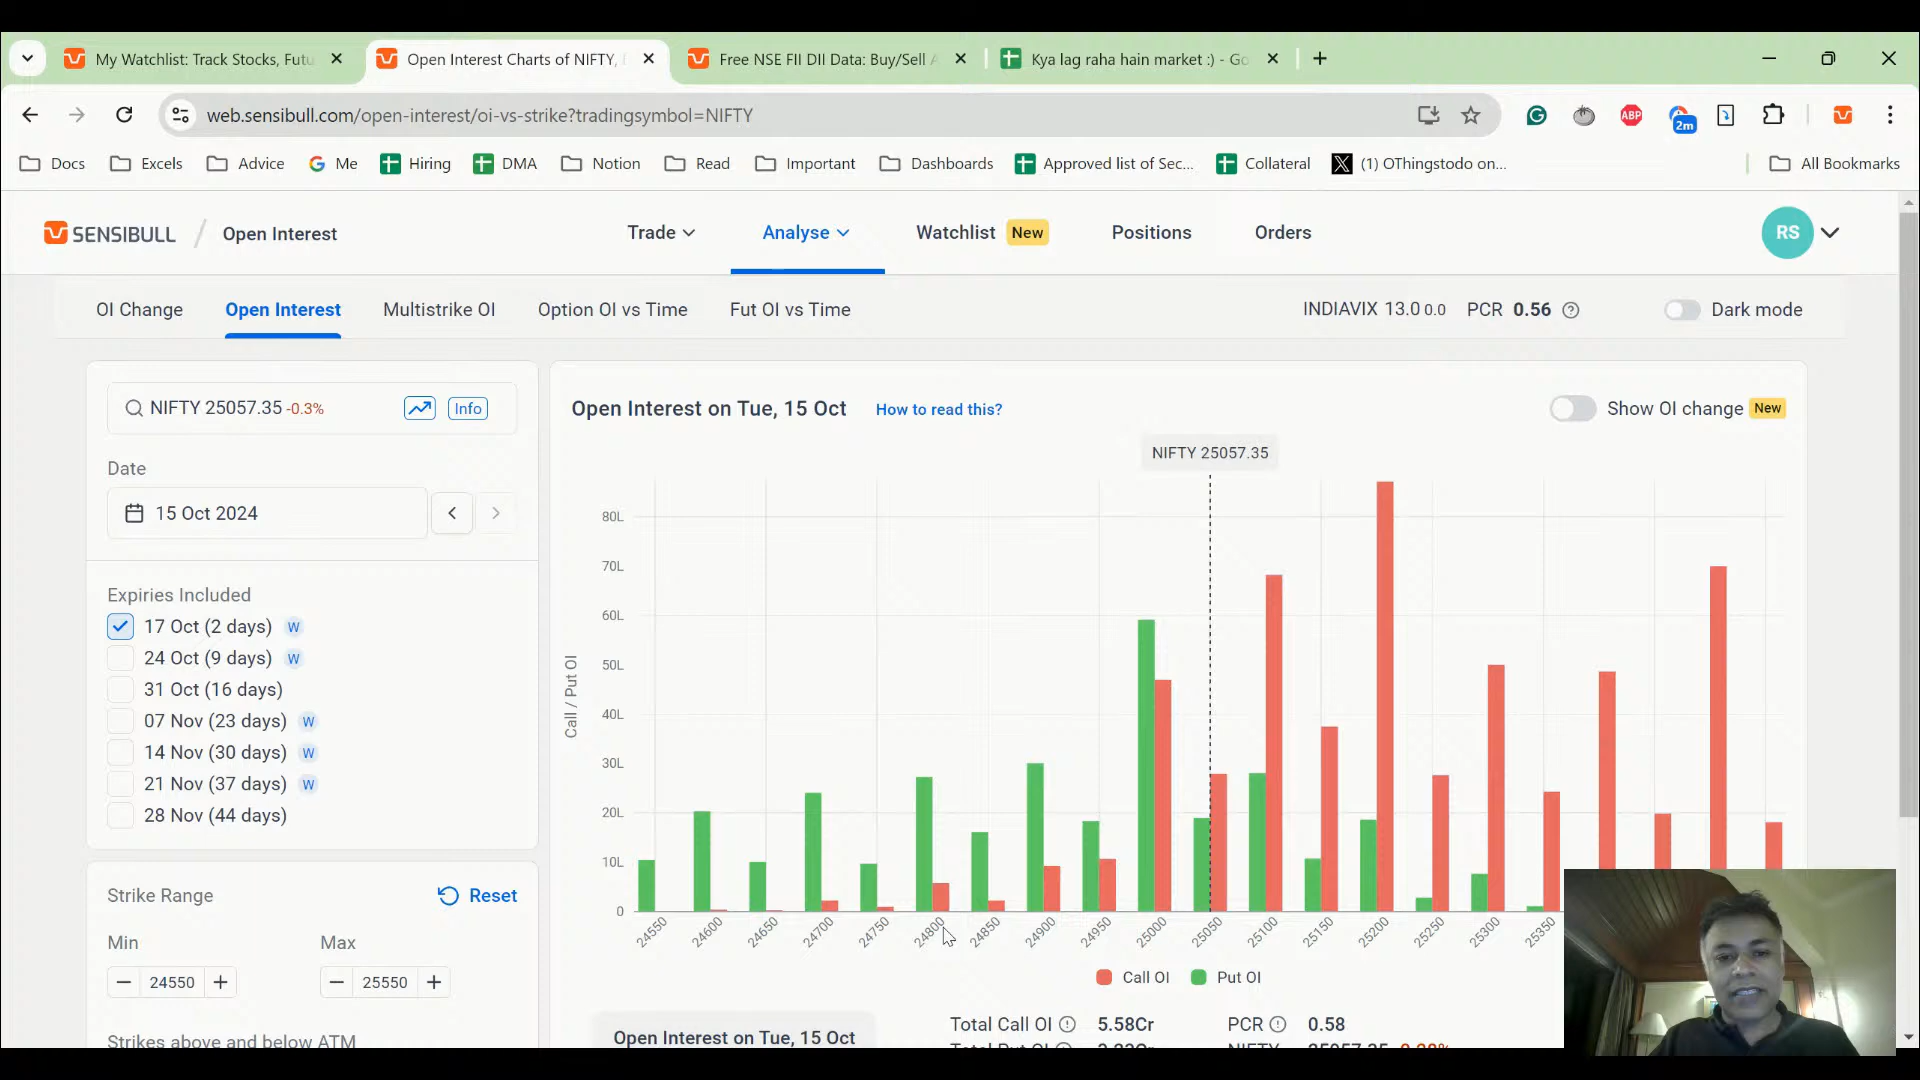 My Watchlist: Track Stocks, Futu
Open Interest Charts of NIFTY,
Free NSE FII DII Data: Buy/Sell A
Kya lag raha hain market :) - Go
web.sensibull.com/open-interest/oi-vs-strike?tradingsymbol=NIFTY
ABP
2m
Docs
Excels
Advice
Me
Hiring
DMA
Notion
Read
Important
Dashboards
Approved list of Sec...
Collateral
(1) OThingstodo on...
All Bookmarks
SENSIBULL / Open Interest
Trade
Analyse
Watchlist New
Positions
Orders
RS
OI Change
Open Interest
Multistrike OI
Option OI vs Time
Fut OI vs Time
INDIAVIX 13.0 0.0
PCR 0.56
Dark mode
NIFTY 25057.35 -0.3%
Info
Date
15 Oct 2024
Expiries Included
17 Oct (2 days) W
24 Oct (9 days) W
31 Oct (16 days)
07 Nov (23 days) W
14 Nov (30 days) W
21 Nov (37 days) W
28 Nov (44 days)
Strike Range
Reset
Min
Max
24550
25550
Strikes above and below ATM
Open Interest on Tue, 15 Oct
How to read this?
Show OI change New
NIFTY 25057.35
Call / Put OI
80L
70L
60L
50L
40L
30L
20L
10L
0
24550
24600
24650
24700
24750
24800
24850
24900
24950
25000
25050
25100
25150
25200
25250
25300
25350
Call OI
Put OI
Open Interest on Tue, 15 Oct
Total Call OI 5.58Cr
PCR 0.58